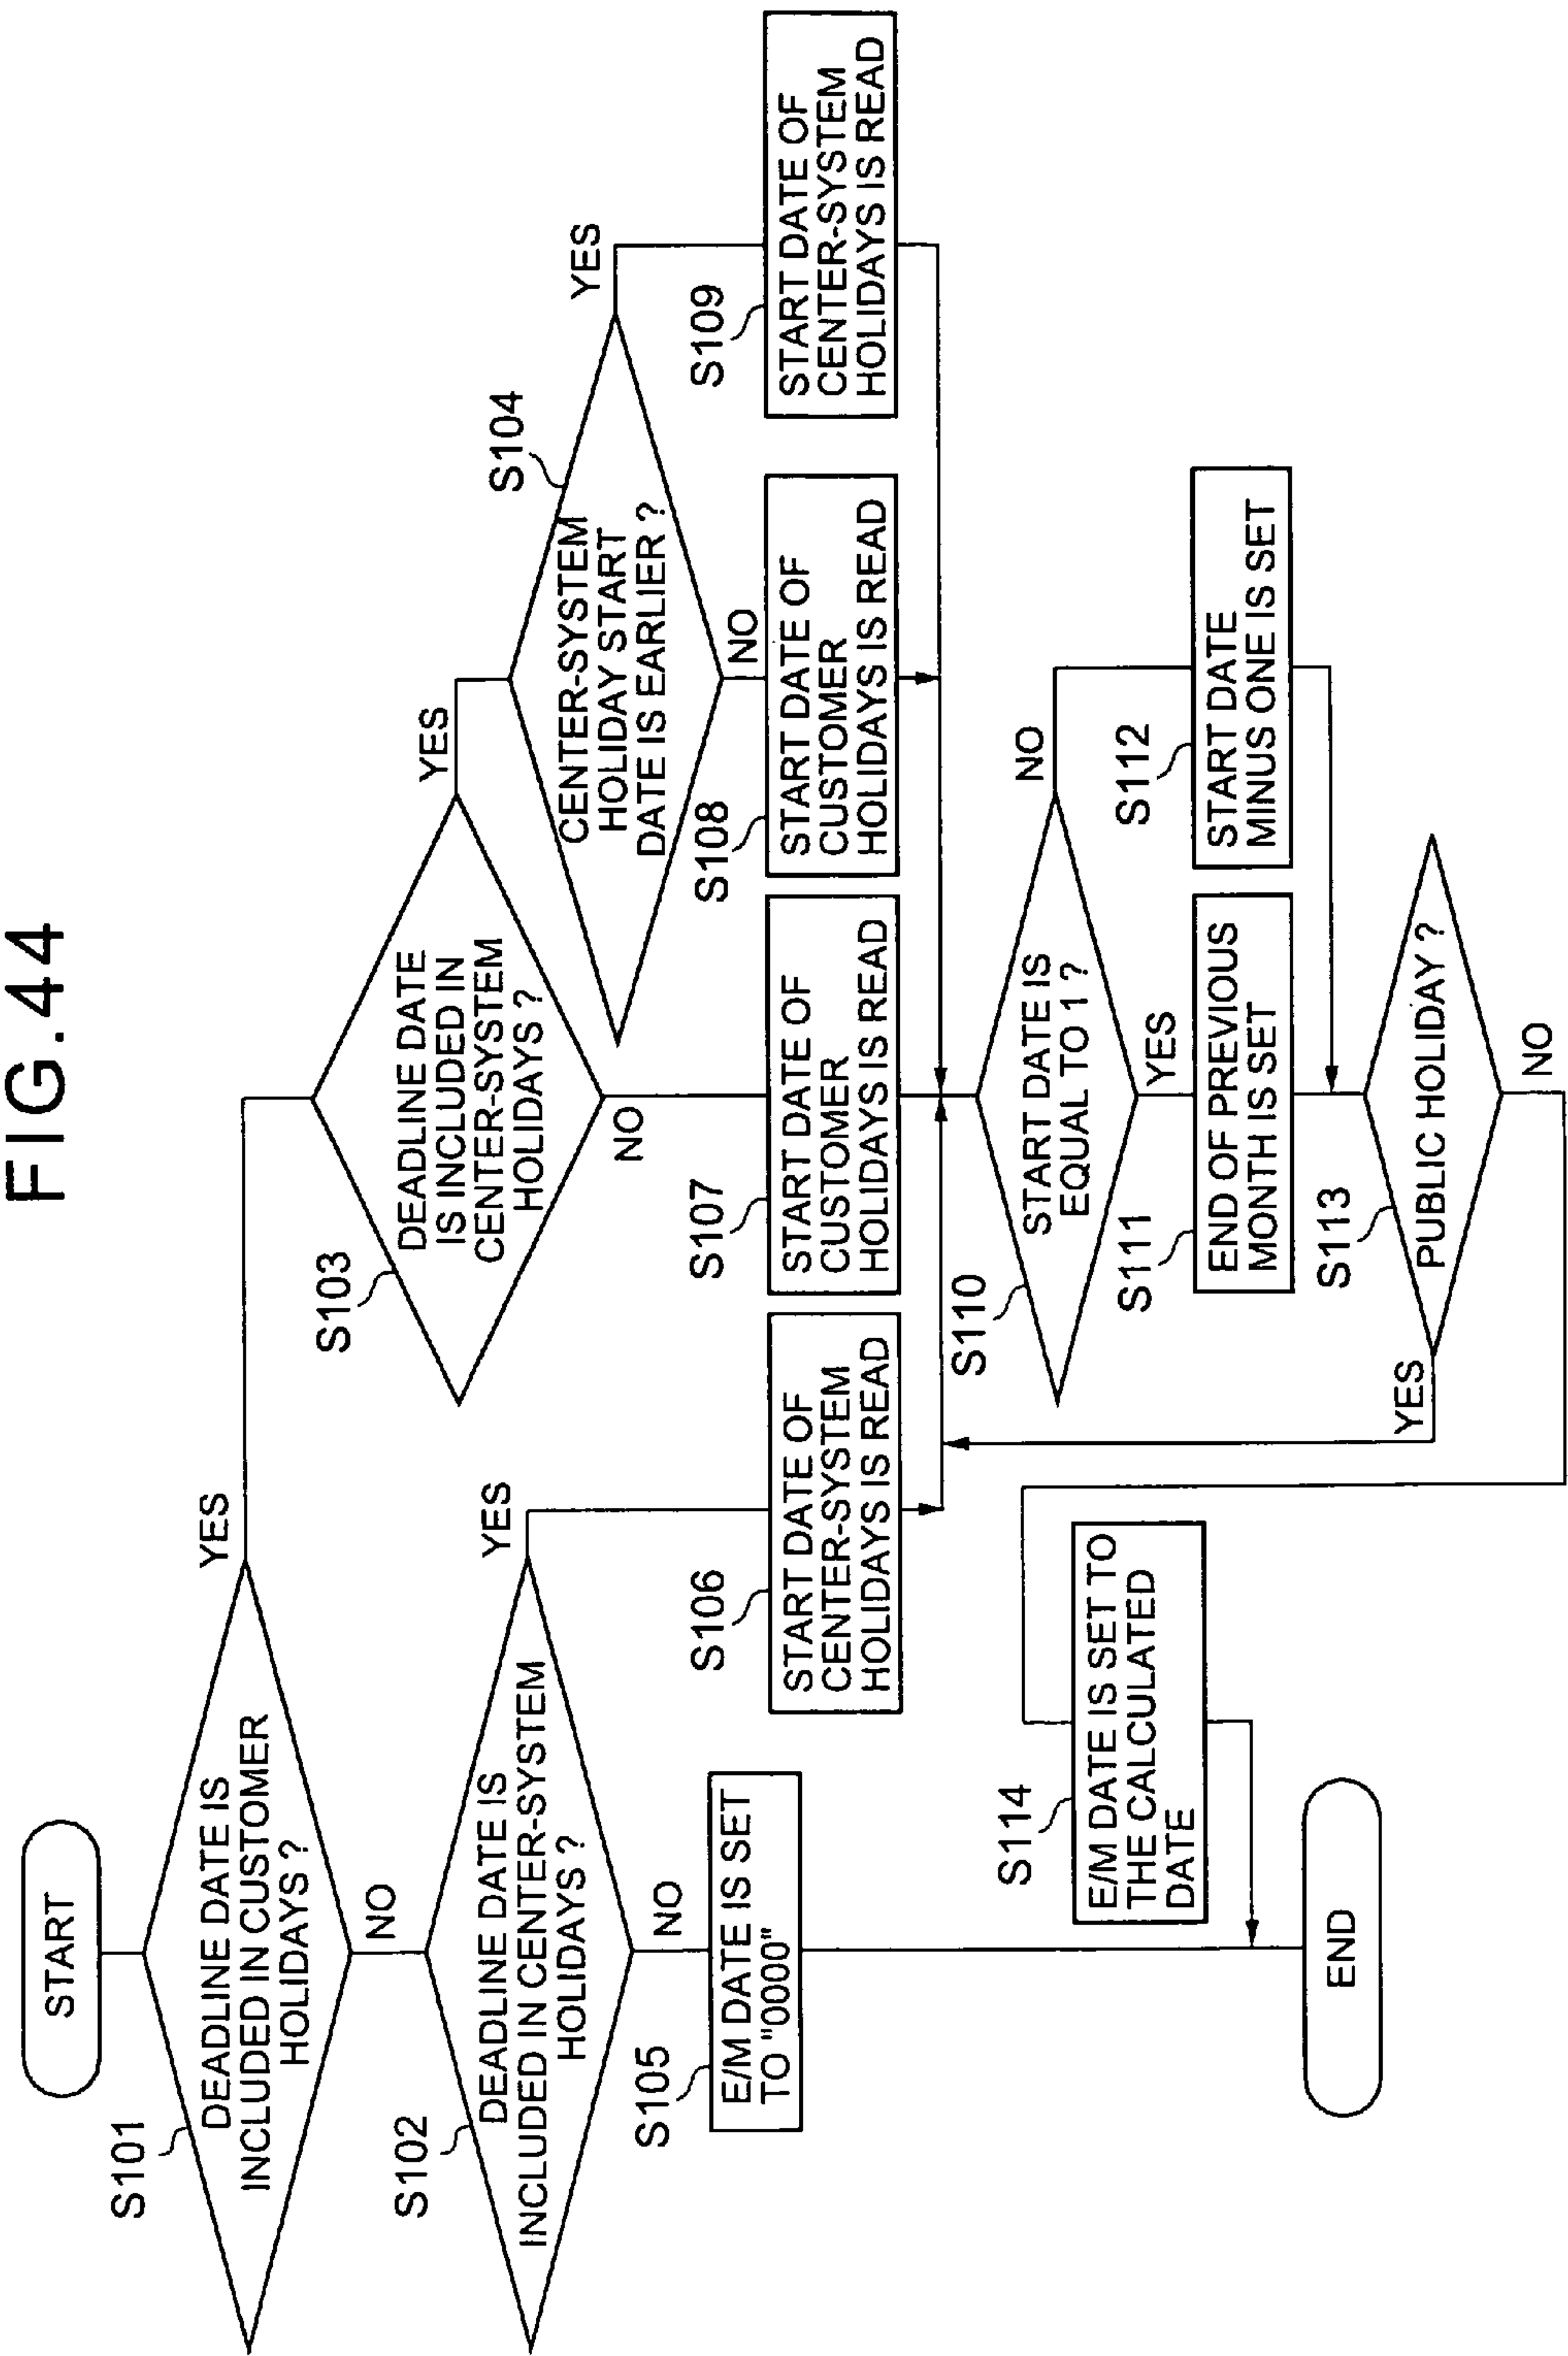 FIG.44
START
S101
DEADLINE DATE IS
INCLUDED IN CUSTOMER
HOLIDAYS ?
YES
NO
S102
DEADLINE DATE IS
INCLUDED IN CENTER-SYSTEM
HOLIDAYS ?
YES
NO
S103
DEADLINE DATE
IS INCLUDED IN
CENTER-SYSTEM
HOLIDAYS ?
YES
NO
S104
CENTER-SYSTEM
HOLIDAY START
DATE IS EARLIER ?
YES
NO
S105
E/M DATE IS SET
TO "0000"
S106
START DATE OF
CENTER-SYSTEM
HOLIDAYS IS READ
S107
START DATE OF
CUSTOMER
HOLIDAYS IS READ
S108
START DATE OF
CUSTOMER
HOLIDAYS IS READ
S109
START DATE OF
CENTER-SYSTEM
HOLIDAYS IS READ
S110
START DATE IS
EQUAL TO 1 ?
NO
YES
S111
END OF PREVIOUS
MONTH IS SET
S112
START DATE
MINUS ONE IS SET
S113
PUBLIC HOLIDAY ?
YES
NO
S114
E/M DATE IS SET TO
THE CALCULATED
DATE
END